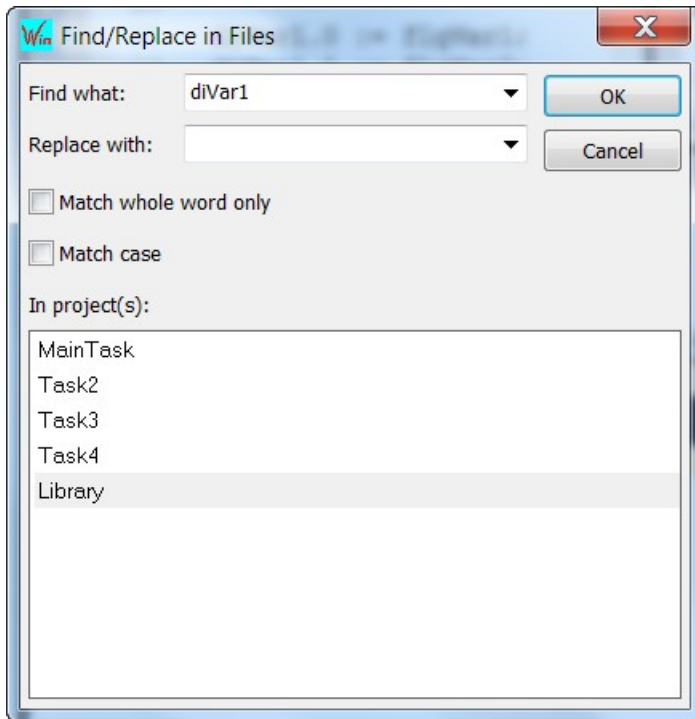 Win Find/Replace in Files
Find what: diVar1 OK
Replace with: Cancel
Match whole word only
Match case
In project(s):
MainTask
Task2
Task3
Task4
Library